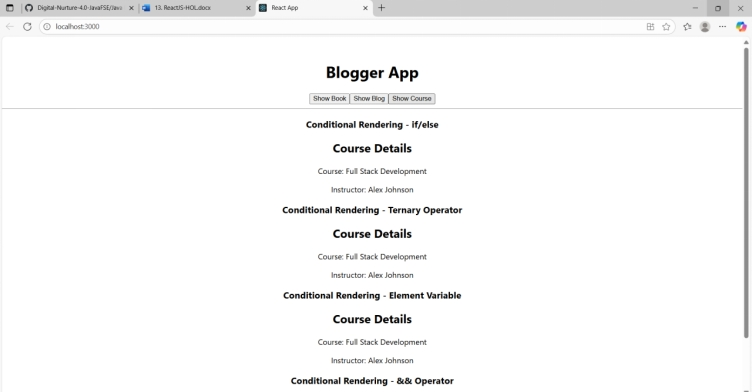 Digital-Nurture-4.0-JavaFSE/Java
13. ReactJS-HOL.docx
React App
localhost:3000
Blogger App
Show Book Show Blog Show Course
Conditional Rendering - if/else
Course Details
Course: Full Stack Development
Instructor: Alex Johnson
Conditional Rendering - Ternary Operator
Course Details
Course: Full Stack Development
Instructor: Alex Johnson
Conditional Rendering - Element Variable
Course Details
Course: Full Stack Development
Instructor: Alex Johnson
Conditional Rendering - && Operator